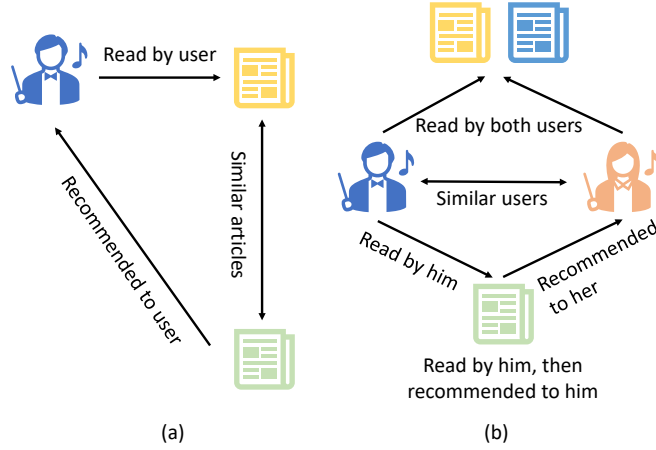 Read by user
Similar articles
Recommended to user
(a)
Read by both users
Similar users
Read by him
Recommended
to her
Read by him, then
recommended to him
(b)